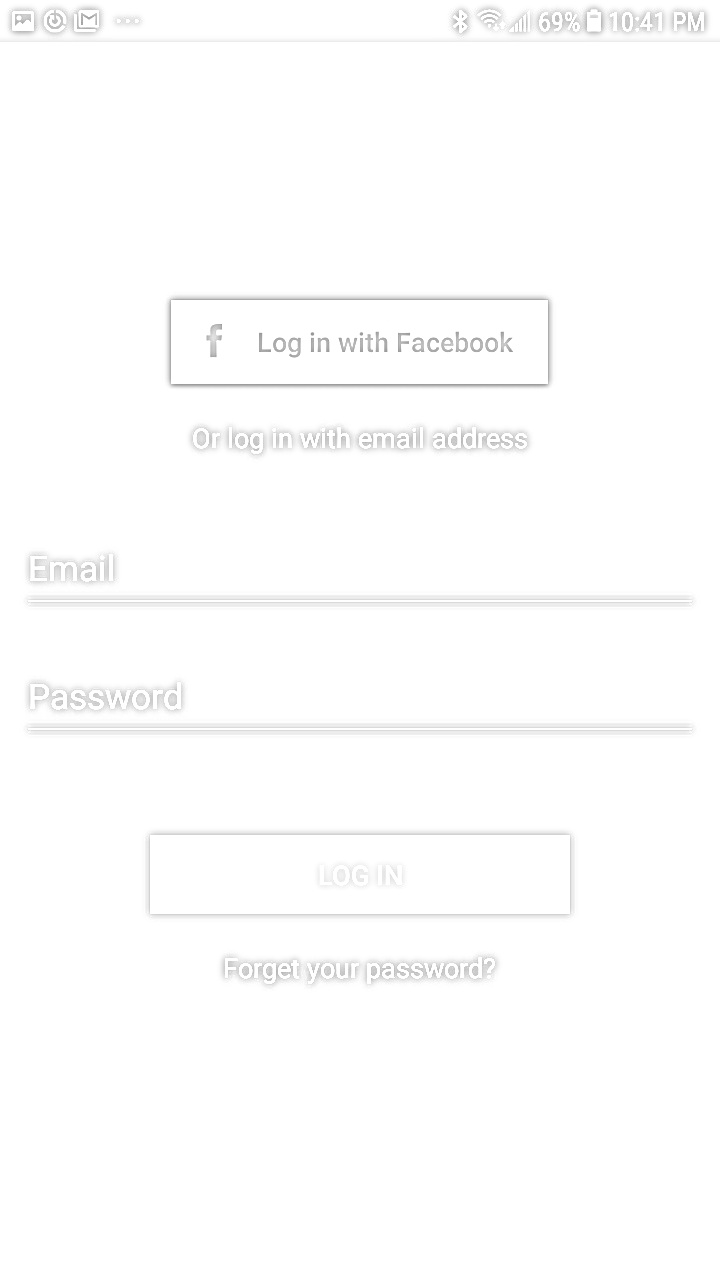 69% 10:41 PM
Log in with Facebook
Or log in with email address
Email
Password
LOG IN
Forget your password?